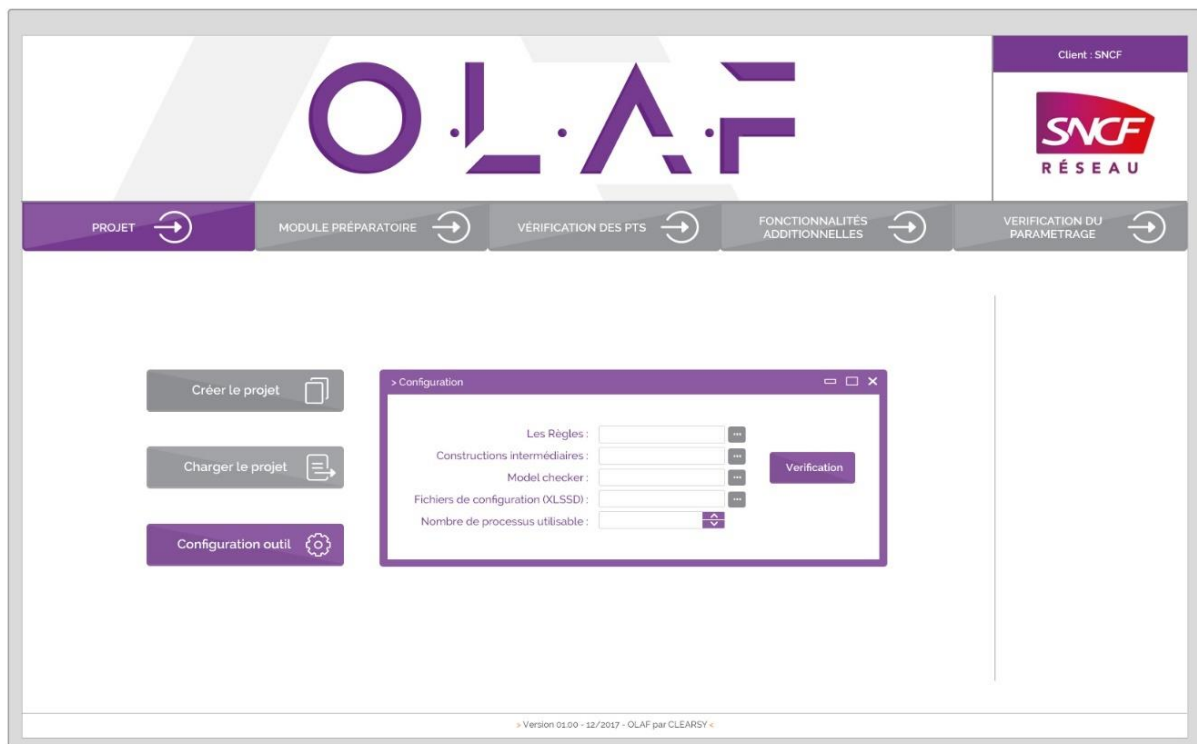 O.L.A.F
Client : SNCF
SNCF
RÉSEAU
PROJET
MODULE PRÉPARATOIRE
VÉRIFICATION DES PTS
FONCTIONNALITÉS
ADDITIONNELLES
VERIFICATION DU
PARAMETRAGE
Créer le projet
Charger le projet
Configuration outil
> Configuration
Les Règles :
Constructions intermédiaires :
Model checker :
Fichiers de configuration (XLSSD) :
Nombre de processus utilisable :
Verification
> Version 01.00 - 12/2017 - OLAF par CLEARSY <